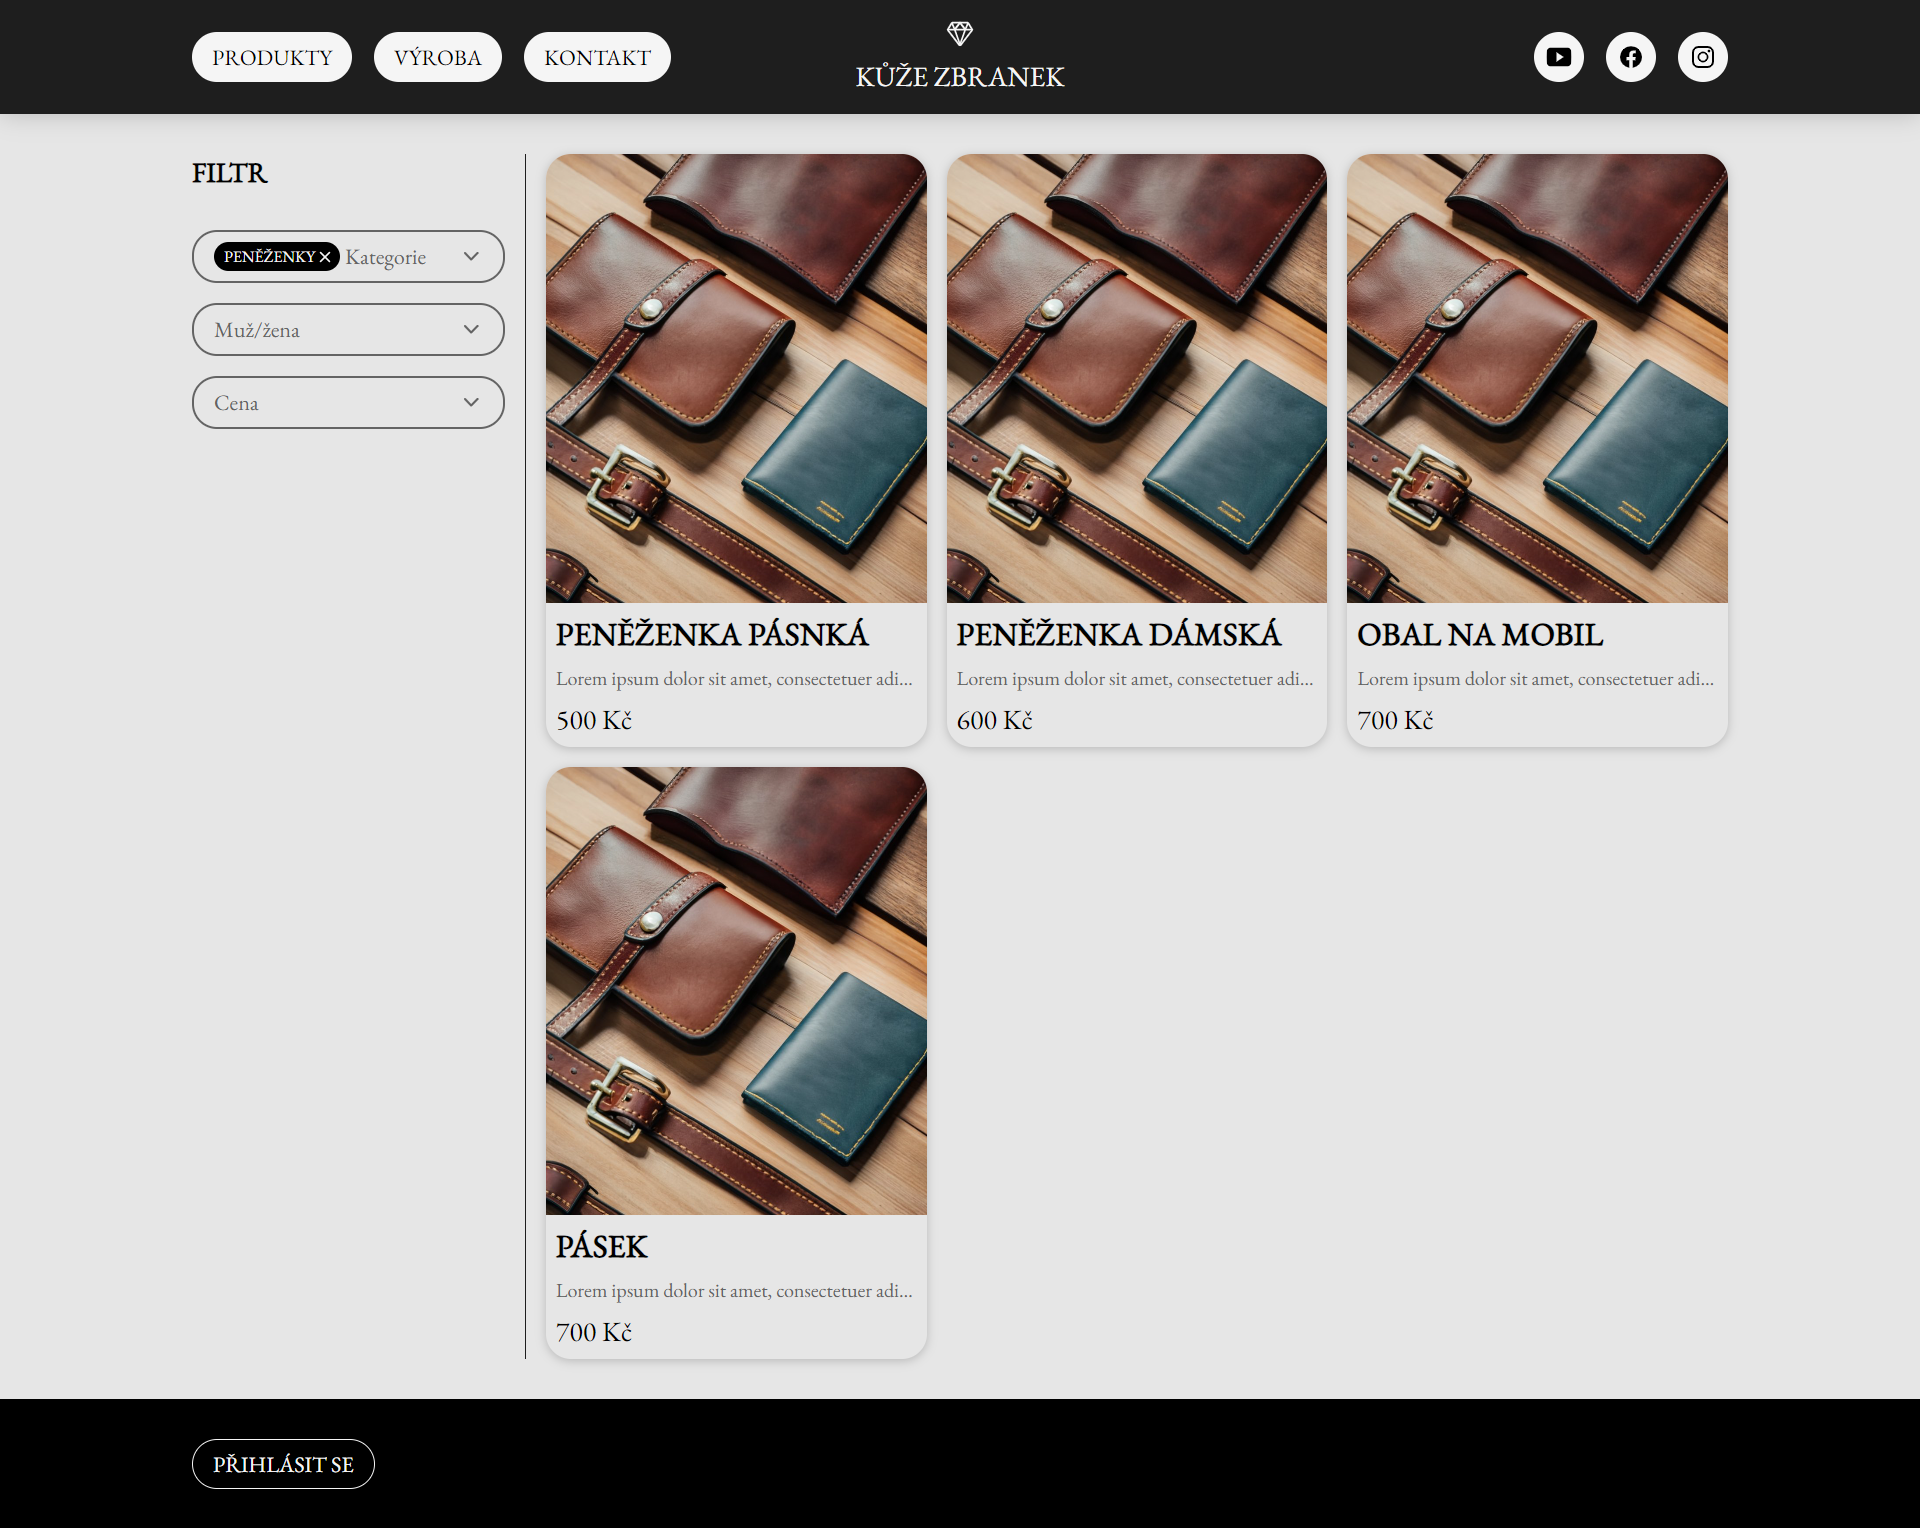 PRODUKTY
VÝROBA
KONTAKT
KŮŽE ZBRANEK
FILTR
PENĚŽENKY
Kategorie
Muž/žena
Cena
PENĚŽENKA PÁSNKÁ
Lorem ipsum dolor sit amet, consectetuer adi...
500 Kč
PENĚŽENKA DÁMSKÁ
Lorem ipsum dolor sit amet, consectetuer adi...
600 Kč
OBAL NA MOBIL
Lorem ipsum dolor sit amet, consectetuer adi...
700 Kč
PÁSEK
Lorem ipsum dolor sit amet, consectetuer adi...
700 Kč
PŘIHLÁSIT SE